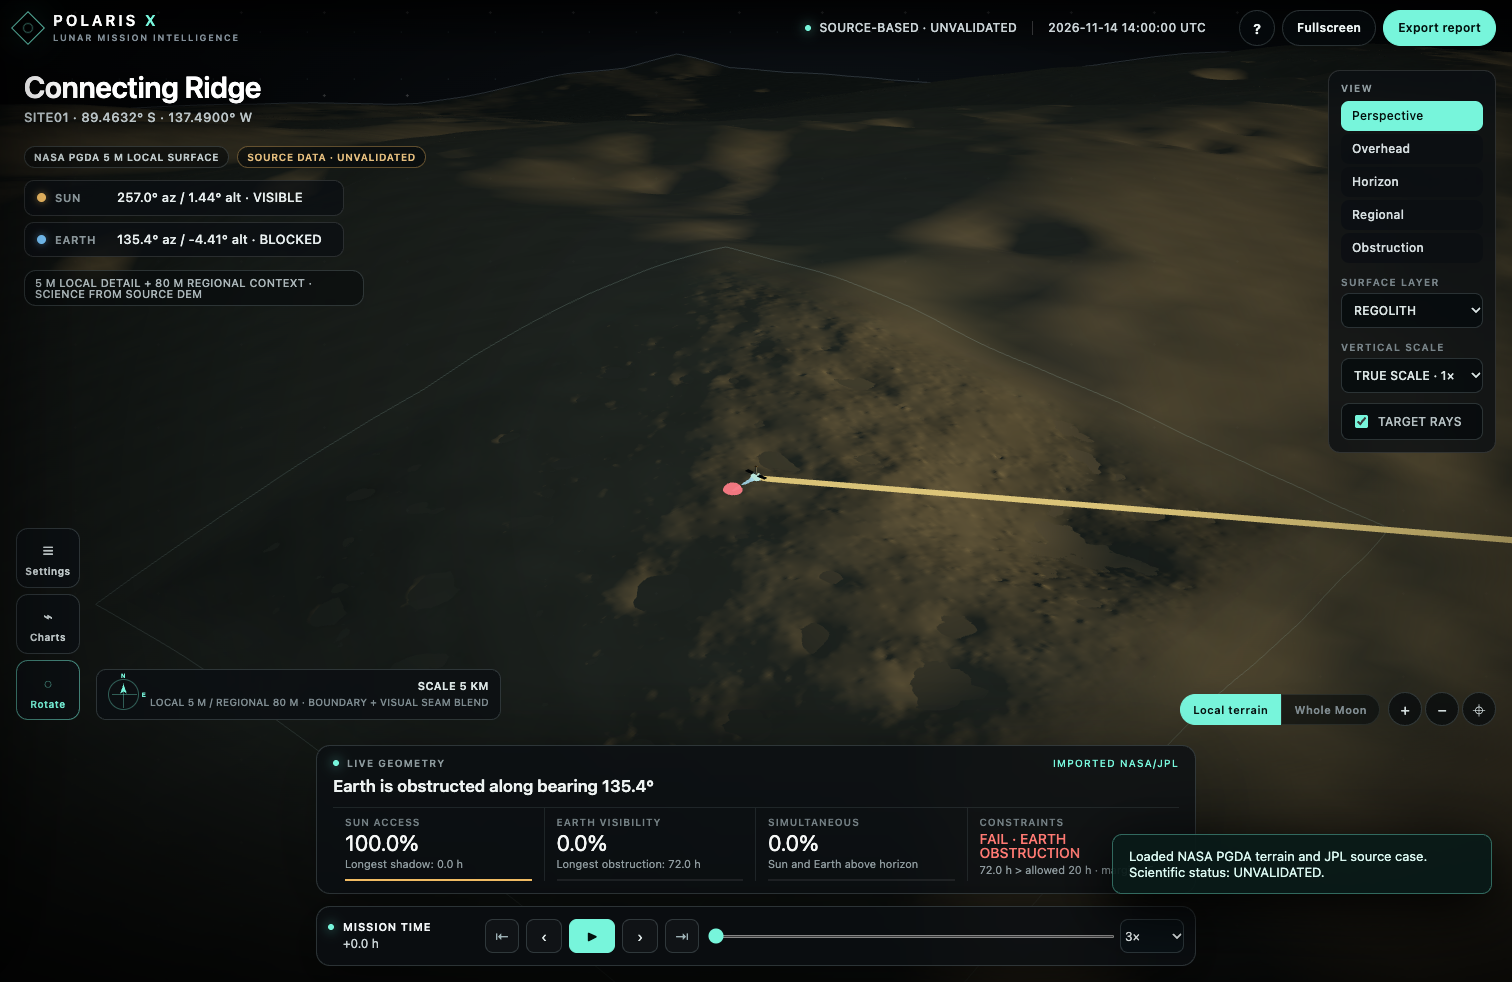 POLARIS X
LUNAR MISSION INTELLIGENCE
SOURCE-BASED · UNVALIDATED
2026-11-14 14:00:00 UTC
?
Fullscreen
Export report
Connecting Ridge
SITE01 · 89.4632° S · 137.4900° W
NASA PGDA 5 M LOCAL SURFACE
SOURCE DATA · UNVALIDATED
SUN
257.0° az / 1.44° alt · VISIBLE
EARTH
135.4° az / -4.41° alt · BLOCKED
5 M LOCAL DETAIL + 80 M REGIONAL CONTEXT ·
SCIENCE FROM SOURCE DEM
VIEW
Perspective
Overhead
Horizon
Regional
Obstruction
SURFACE LAYER
REGOLITH
VERTICAL SCALE
TRUE SCALE · 1×
TARGET RAYS
Settings
Charts
Rotate
N
E
SCALE 5 KM
LOCAL 5 M / REGIONAL 80 M · BOUNDARY + VISUAL SEAM BLEND
Local terrain
Whole Moon
+
−
LIVE GEOMETRY
IMPORTED NASA/JPL
Earth is obstructed along bearing 135.4°
SUN ACCESS
100.0%
Longest shadow: 0.0 h
EARTH VISIBILITY
0.0%
Longest obstruction: 72.0 h
SIMULTANEOUS
0.0%
Sun and Earth above horizon
CONSTRAINTS
FAIL · EARTH
OBSTRUCTION
72.0 h > allowed 20 h ·
Loaded NASA PGDA terrain and JPL source case.
Scientific status: UNVALIDATED.
MISSION TIME
+0.0 h
3×